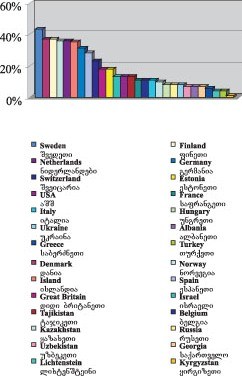 60%
40%
20%
0%
Sweden
შვედეთი
Netherlands
ნიდერლანდები
Switzerland
შვეიცარია
USA
აშშ
Italy
იტალია
Ukraine
უკრაინა
Greece
საბერძნეთი
Denmark
დანია
Island
ისლანდია
Great Britain
დიდი ბრიტანეთი
Tajikistan
ტაჯიკეთი
Kazakhstan
ყაზახეთი
Uzbekistan
უზბეკეთი
Lichtenstein
ლიხტენშტეინი
Finland
ფინეთი
Germany
გერმანია
Estonia
ესტონეთი
France
საფრანგეთი
Hungary
უნგრეთი
Albania
ალბანეთი
Turkey
თურქეთი
Norway
ნორვეგია
Spain
ესპანეთი
Israel
ისრაელი
Belgium
ბელგია
Russia
რუსეთი
Georgia
საქართველო
Kyrgyzstan
ყირგიზეთი